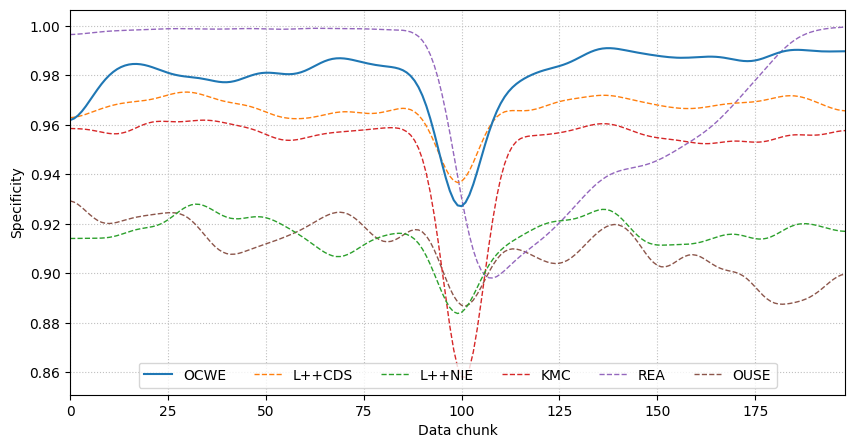 1.00
0.98
0.96
0.94
0.92
0.90
0.88
0.86
Specificity
0 25 50 75 100 125 150 175
Data chunk
OCWE L++CDS L++NIE KMC REA OUSE